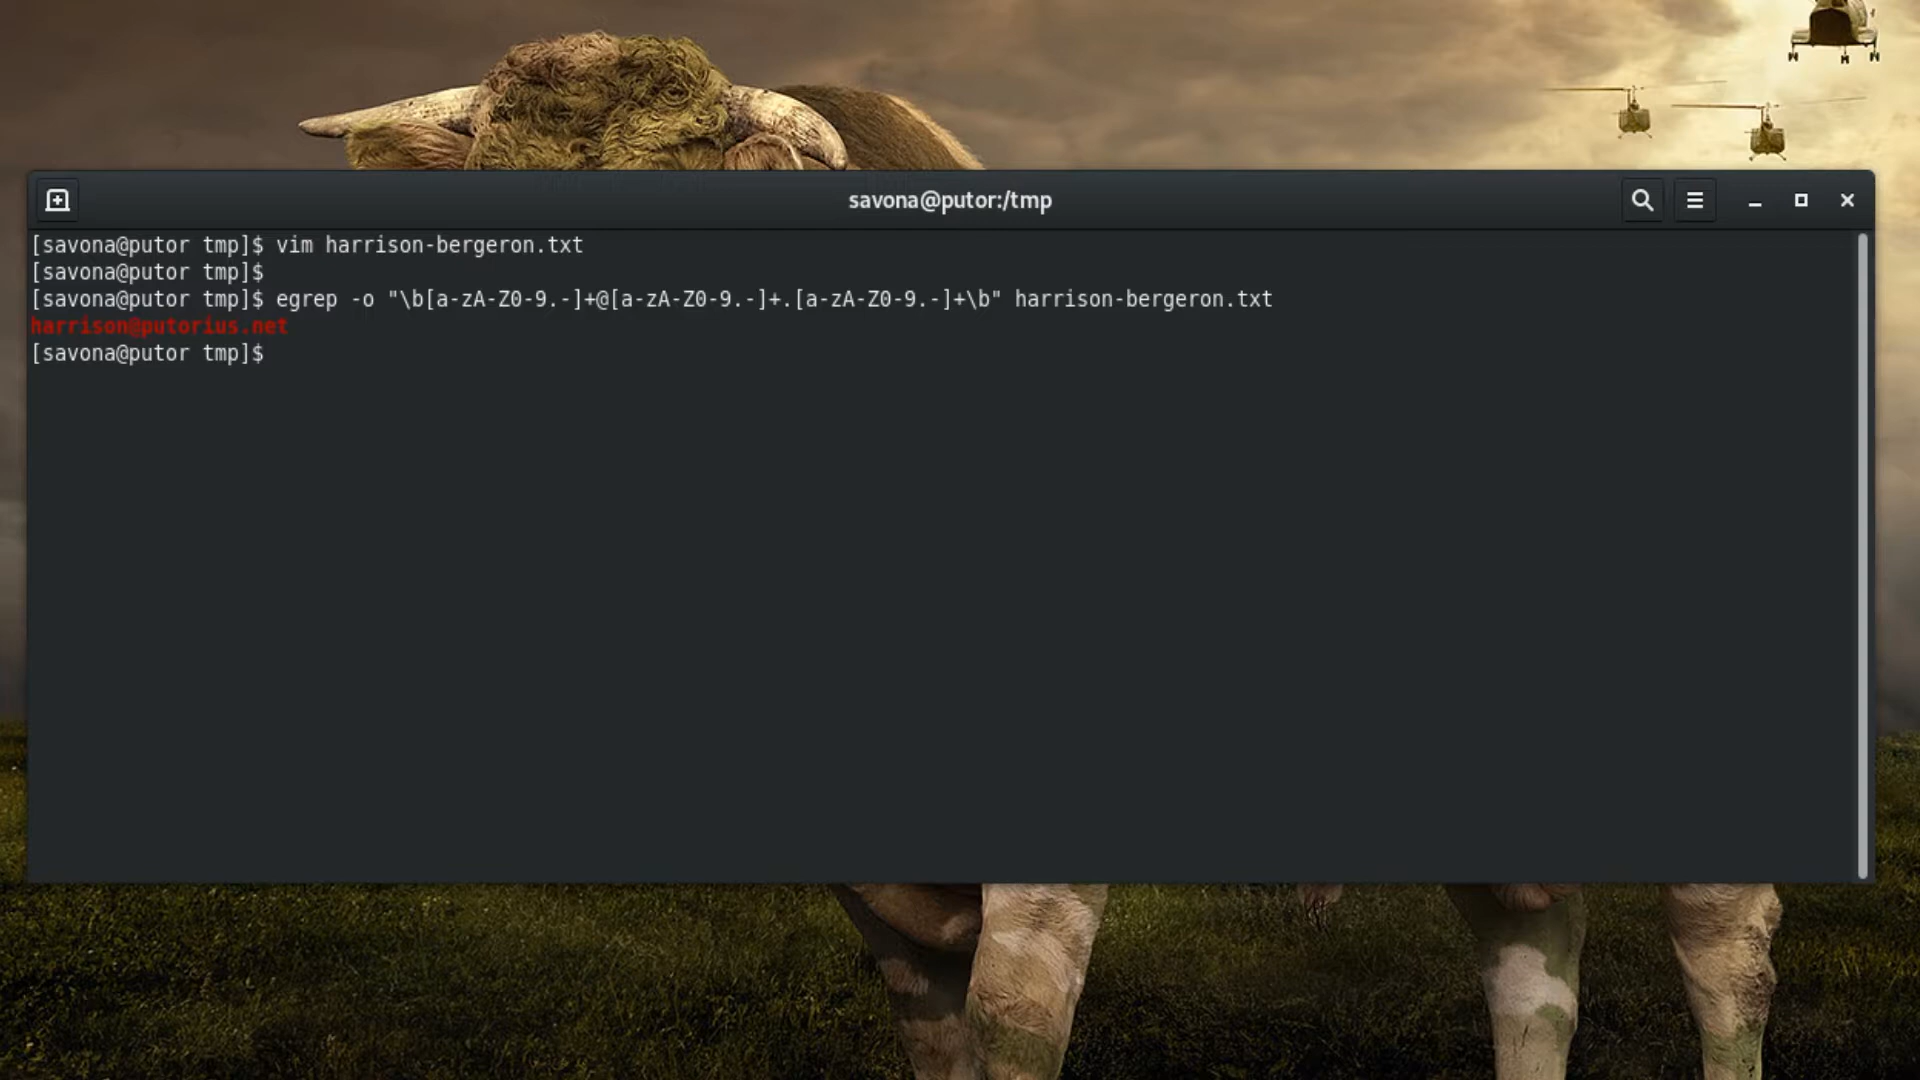 savona@putor:/tmp
[savona@putor tmp]$ vim harrison-bergeron.txt
[savona@putor tmp]$
[savona@putor tmp]$ egrep -o "\b[a-zA-Z0-9.-]+@[a-zA-Z0-9.-]+.[a-zA-Z0-9.-]+\b" harrison-bergeron.txt
harrison@putorius.net
[savona@putor tmp]$